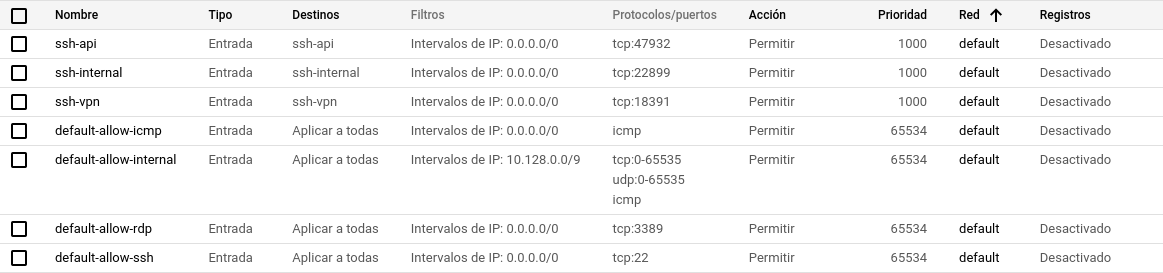 Nombre Tipo Destinos Filtros Protocolos/puertos Acción Prioridad Red ↑ Registros
ssh-api Entrada ssh-api Intervalos de IP: 0.0.0.0/0 tcp:47932 Permitir 1000 default Desactivado
ssh-internal Entrada ssh-internal Intervalos de IP: 0.0.0.0/0 tcp:22899 Permitir 1000 default Desactivado
ssh-vpn Entrada ssh-vpn Intervalos de IP: 0.0.0.0/0 tcp:18391 Permitir 1000 default Desactivado
default-allow-icmp Entrada Aplicar a todas Intervalos de IP: 0.0.0.0/0 icmp Permitir 65534 default Desactivado
default-allow-internal Entrada Aplicar a todas Intervalos de IP: 10.128.0.0/9 tcp:0-65535 Permitir 65534 default Desactivado
udp:0-65535
icmp
default-allow-rdp Entrada Aplicar a todas Intervalos de IP: 0.0.0.0/0 tcp:3389 Permitir 65534 default Desactivado
default-allow-ssh Entrada Aplicar a todas Intervalos de IP: 0.0.0.0/0 tcp:22 Permitir 65534 default Desactivado